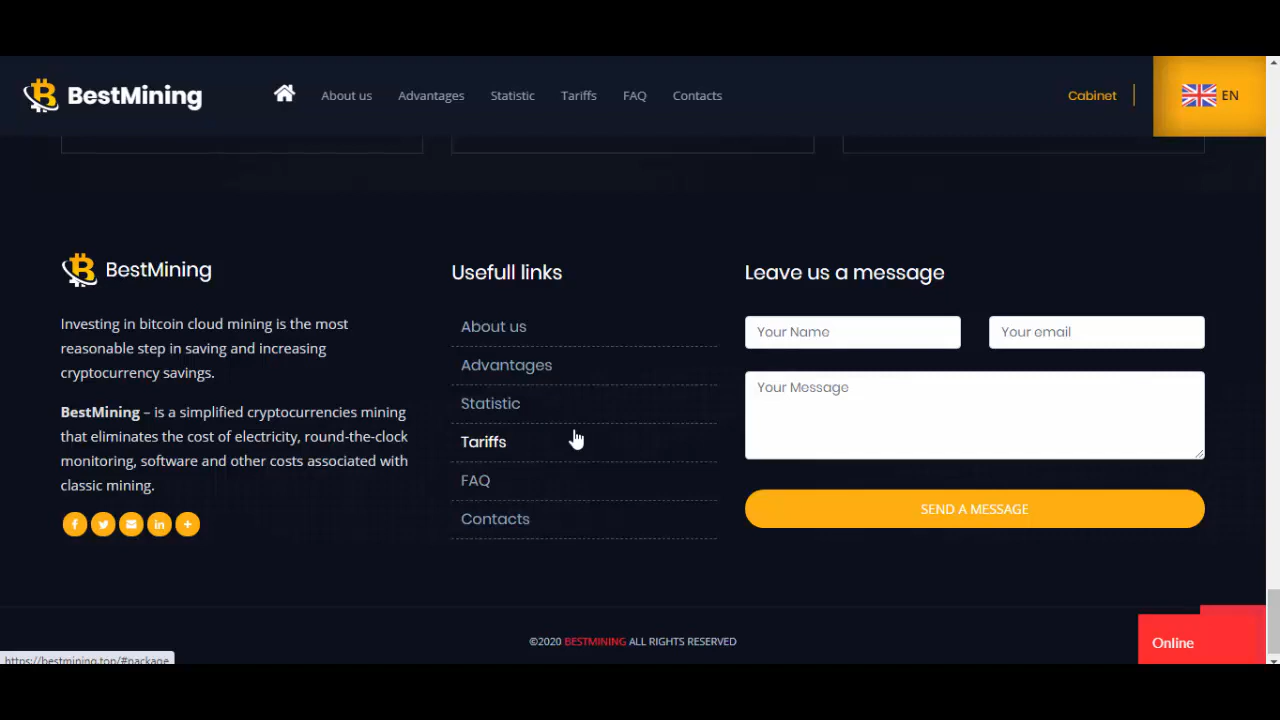 BestMining
About us
Advantages
Statistic
Tariffs
FAQ
Contacts
Cabinet
EN
BestMining
Investing in bitcoin cloud mining is the most
reasonable step in saving and increasing
cryptocurrency savings.
BestMining – is a simplified cryptocurrencies mining
that eliminates the cost of electricity, round-the-clock
monitoring, software and other costs associated with
classic mining.
Usefull links
About us
Advantages
Statistic
Tariffs
FAQ
Contacts
Leave us a message
Your Name
Your email
Your Message
SEND A MESSAGE
©2020 BESTMINING ALL RIGHTS RESERVED
Online
https://bestmining.top/#package